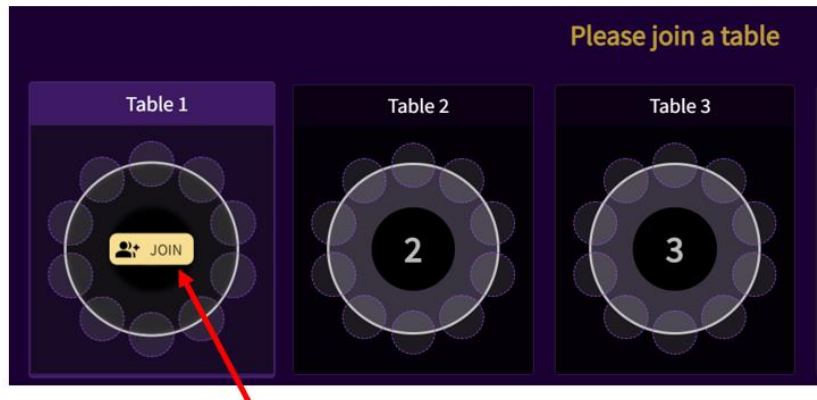 Please join a table
Table 1
Table 2
Table 3
JOIN
2
3